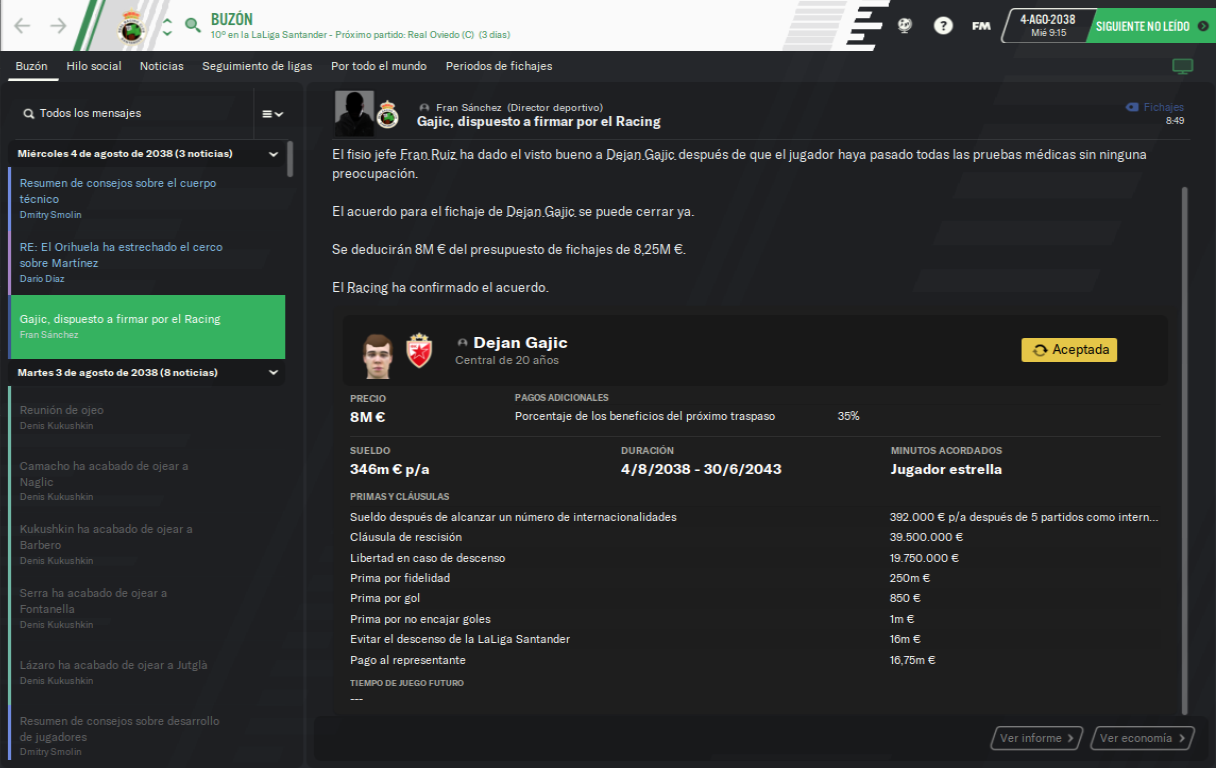 BUZÓN
10º en la LaLiga Santander - Próximo partido: Real Oviedo (C) (3 días)
?
FM
4-AGO-2038
Mié 9:15
SIGUIENTE NO LEÍDO
Buzón Hilo social Noticias Seguimiento de ligas Por todo el mundo Periodos de fichajes
Todos los mensajes
Miércoles 4 de agosto de 2038 (3 noticias)
Resumen de consejos sobre el cuerpo
técnico
Dmitry Smolin
RE: El Orihuela ha estrechado el cerco
sobre Martínez
Darío Díaz
Gajic, dispuesto a firmar por el Racing
Fran Sánchez
Martes 3 de agosto de 2038 (8 noticias)
Reunión de ojeo
Denis Kukushkin
Camacho ha acabado de ojear a
Naglic
Denis Kukushkin
Kukushkin ha acabado de ojear a
Barbero
Denis Kukushkin
Serra ha acabado de ojear a
Fontanella
Denis Kukushkin
Lázaro ha acabado de ojear a Jutglà
Denis Kukushkin
Resumen de consejos sobre desarrollo
de jugadores
Dmitry Smolin
Fran Sánchez (Director deportivo)
Gajic, dispuesto a firmar por el Racing
Fichajes
8:49
El fisio jefe Fran Ruiz ha dado el visto bueno a Dejan Gajic después de que el jugador haya pasado todas las pruebas médicas sin ninguna
preocupación.
El acuerdo para el fichaje de Dejan Gajic se puede cerrar ya.
Se deducirán 8M € del presupuesto de fichajes de 8,25M €.
El Racing ha confirmado el acuerdo.
Dejan Gajic
Central de 20 años
Aceptada
PRECIO
8M €
PAGOS ADICIONALES
Porcentaje de los beneficios del próximo traspaso 35%
SUELDO
346m € p/a
DURACIÓN
4/8/2038 - 30/6/2043
MINUTOS ACORDADOS
Jugador estrella
PRIMAS Y CLÁUSULAS
Sueldo después de alcanzar un número de internacionalidades 392.000 € p/a después de 5 partidos como intern...
Cláusula de rescisión 39.500.000 €
Libertad en caso de descenso 19.750.000 €
Prima por fidelidad 250m €
Prima por gol 850 €
Prima por no encajar goles 1m €
Evitar el descenso de la LaLiga Santander 16m €
Pago al representante 16,75m €
TIEMPO DE JUEGO FUTURO
---
Ver informe
Ver economía